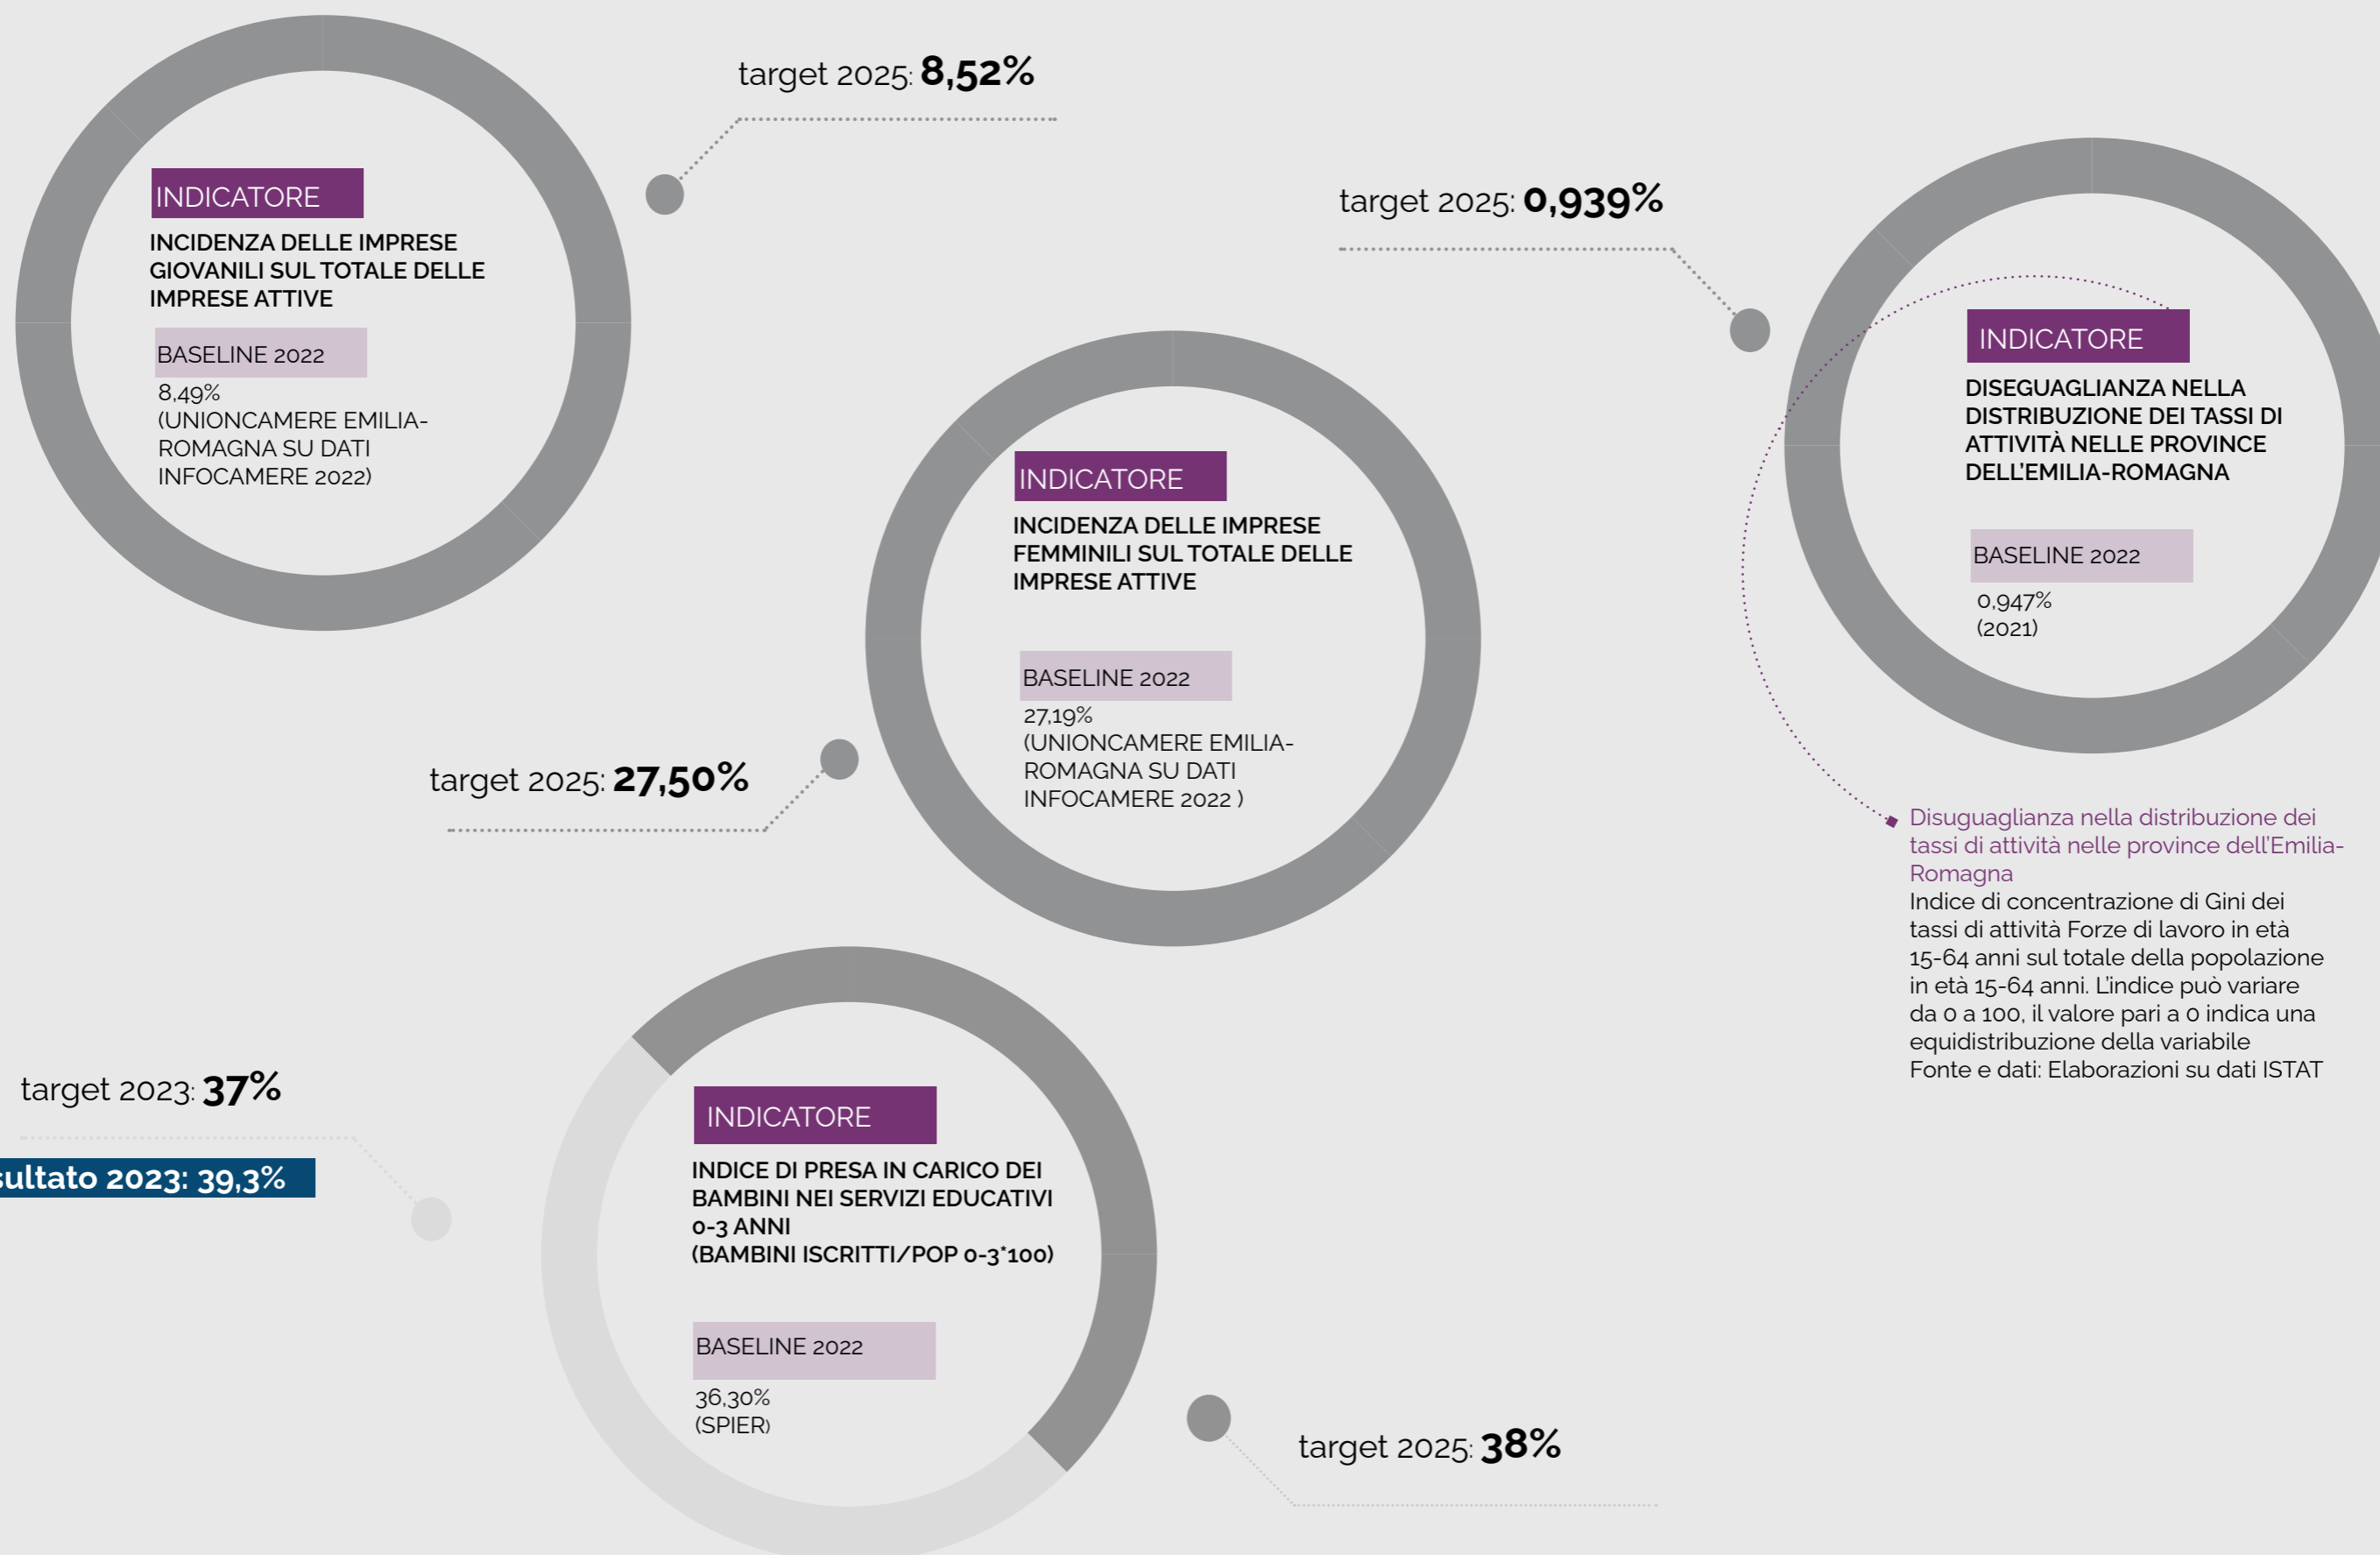 target 2025: 8,52%
INDICATORE
INCIDENZA DELLE IMPRESE
GIOVANILI SUL TOTALE DELLE
IMPRESE ATTIVE
BASELINE 2022
8,49%
(UNIONCAMERE EMILIA-
ROMAGNA SU DATI
INFOCAMERE 2022)
target 2025: 0,939%
INDICATORE
DISEGUAGLIANZA NELLA
DISTRIBUZIONE DEI TASSI DI
ATTIVITÀ NELLE PROVINCE
DELL'EMILIA-ROMAGNA
BASELINE 2022
0,947%
(2021)
INDICATORE
INCIDENZA DELLE IMPRESE
FEMMINILI SUL TOTALE DELLE
IMPRESE ATTIVE
BASELINE 2022
27,19%
(UNIONCAMERE EMILIA-
ROMAGNA SU DATI
INFOCAMERE 2022 )
target 2025: 27,50%
Disuguaglianza nella distribuzione dei
tassi di attività nelle province dell'Emilia-
Romagna
Indice di concentrazione di Gini dei
tassi di attività Forze di lavoro in età
15-64 anni sul totale della popolazione
in età 15-64 anni. L'indice può variare
da 0 a 100, il valore pari a 0 indica una
equidistribuzione della variabile
Fonte e dati: Elaborazioni su dati ISTAT
target 2023: 37%
sultato 2023: 39,3%
INDICATORE
INDICE DI PRESA IN CARICO DEI
BAMBINI NEI SERVIZI EDUCATIVI
0-3 ANNI
(BAMBINI ISCRITTI/POP 0-3*100)
BASELINE 2022
36,30%
(SPIER)
target 2025: 38%